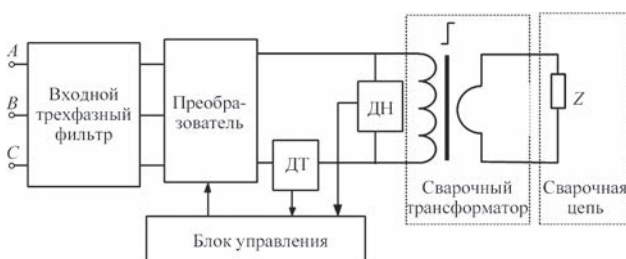 A
B
C
Входной
трехфазный
фильтр
Преобра-
зователь
ДТ
ДН
Z
Сварочный
трансформатор
Сварочная
цепь
Блок управления